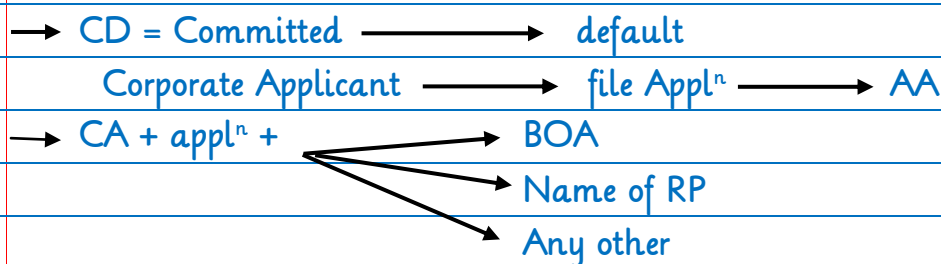 CD = Committed default
Corporate Applicant file Applⁿ AA
CA + applⁿ + BOA
Name of RP
Any other